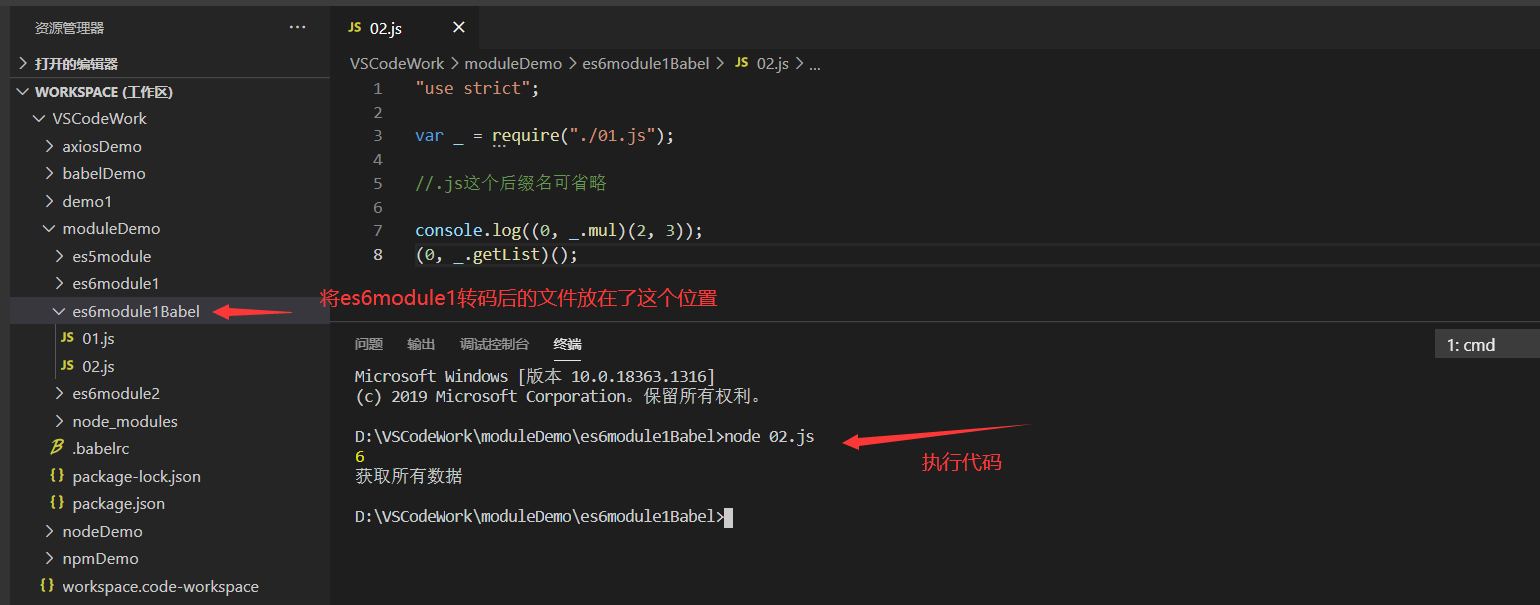 资源管理器
···
打开的编辑器
WORKSPACE (工作区)
VSCodeWork
axiosDemo
babelDemo
demo1
moduleDemo
es5module
es6module1
es6module1Babel
JS 01.js
JS 02.js
es6module2
node_modules
.babelrc
{} package-lock.json
{} package.json
nodeDemo
npmDemo
{} workspace.code-workspace
JS 02.js ×
VSCodeWork > moduleDemo > es6module1Babel > JS 02.js > ...
1 "use strict";
2
3 var _ = require("./01.js");
4
5 //.js这个后缀名可省略
6
7 console.log((0, _.mul)(2, 3));
8 (0, _.getList)();
将es6module1转码后的文件放在了这个位置
问题 输出 调试控制台 终端 1: cmd
Microsoft Windows [版本 10.0.18363.1316]
(c) 2019 Microsoft Corporation。保留所有权利。
D:\VSCodeWork\moduleDemo\es6module1Babel>node 02.js
6
执行代码
获取所有数据
D:\VSCodeWork\moduleDemo\es6module1Babel>